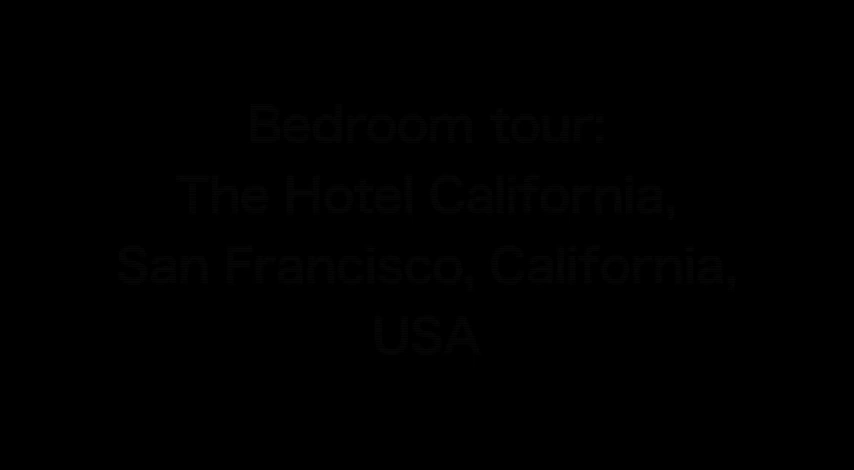 Bedroom tour:
The Hotel California,
San Francisco, California,
USA